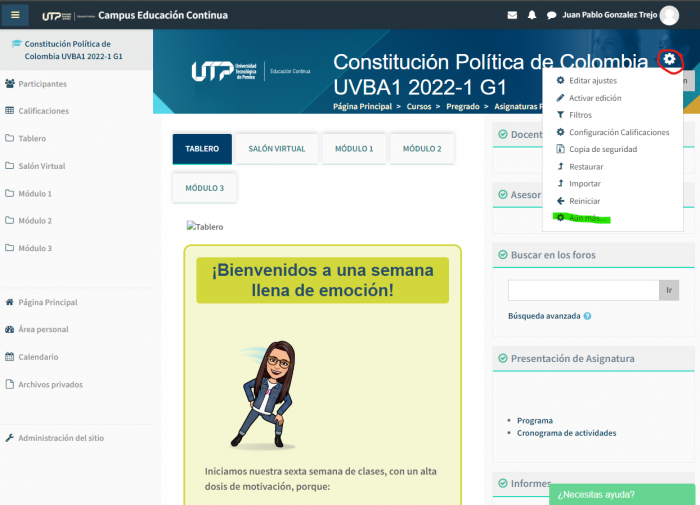 UTP Campus Educación Continua
Juan Pablo Gonzalez Trejo
Constitución Política de
Colombia UVBA1 2022-1 G1
Participantes
Calificaciones
Tablero
Salón Virtual
Módulo 1
Módulo 2
Módulo 3
Página Principal
Área personal
Calendario
Archivos privados
Administración del sitio
UTP Universidad
Tecnológica
de Pereira
Educación Continua
Constitución Política de Colombia
UVBA1 2022-1 G1
Página Principal > Cursos > Pregrado > Asignaturas
Editar ajustes
Activar edición
Filtros
Configuración Calificaciones
Copia de seguridad
Restaurar
Importar
Reiniciar
Aún más...
TABLERO
SALÓN VIRTUAL
MÓDULO 1
MÓDULO 2
MÓDULO 3
Tablero
¡Bienvenidos a una semana
llena de emoción!
Iniciamos nuestra sexta semana de clases, con un alta
dosis de motivación, porque:
Docent
Asesor
Buscar en los foros
Ir
Búsqueda avanzada
Presentación de Asignatura
Programa
Cronograma de actividades
Informes
¿Necesitas ayuda?